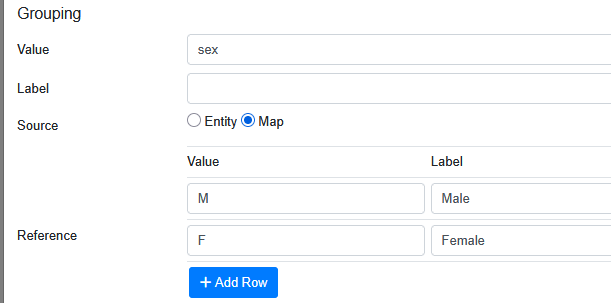 Grouping
Value sex
Label
Source Entity Map
Value Label
M Male
Reference F Female
+ Add Row